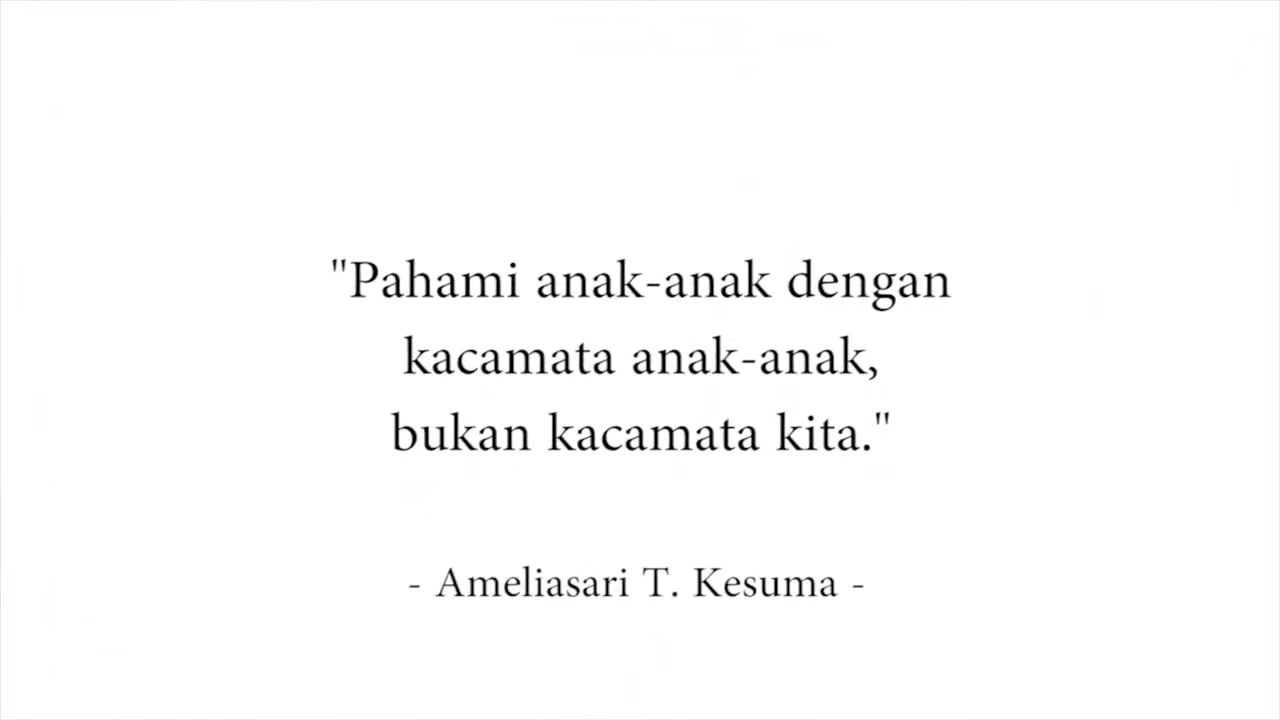 "Pahami anak-anak dengan
kacamata anak-anak,
bukan kacamata kita."
- Ameliasari T. Kesuma -